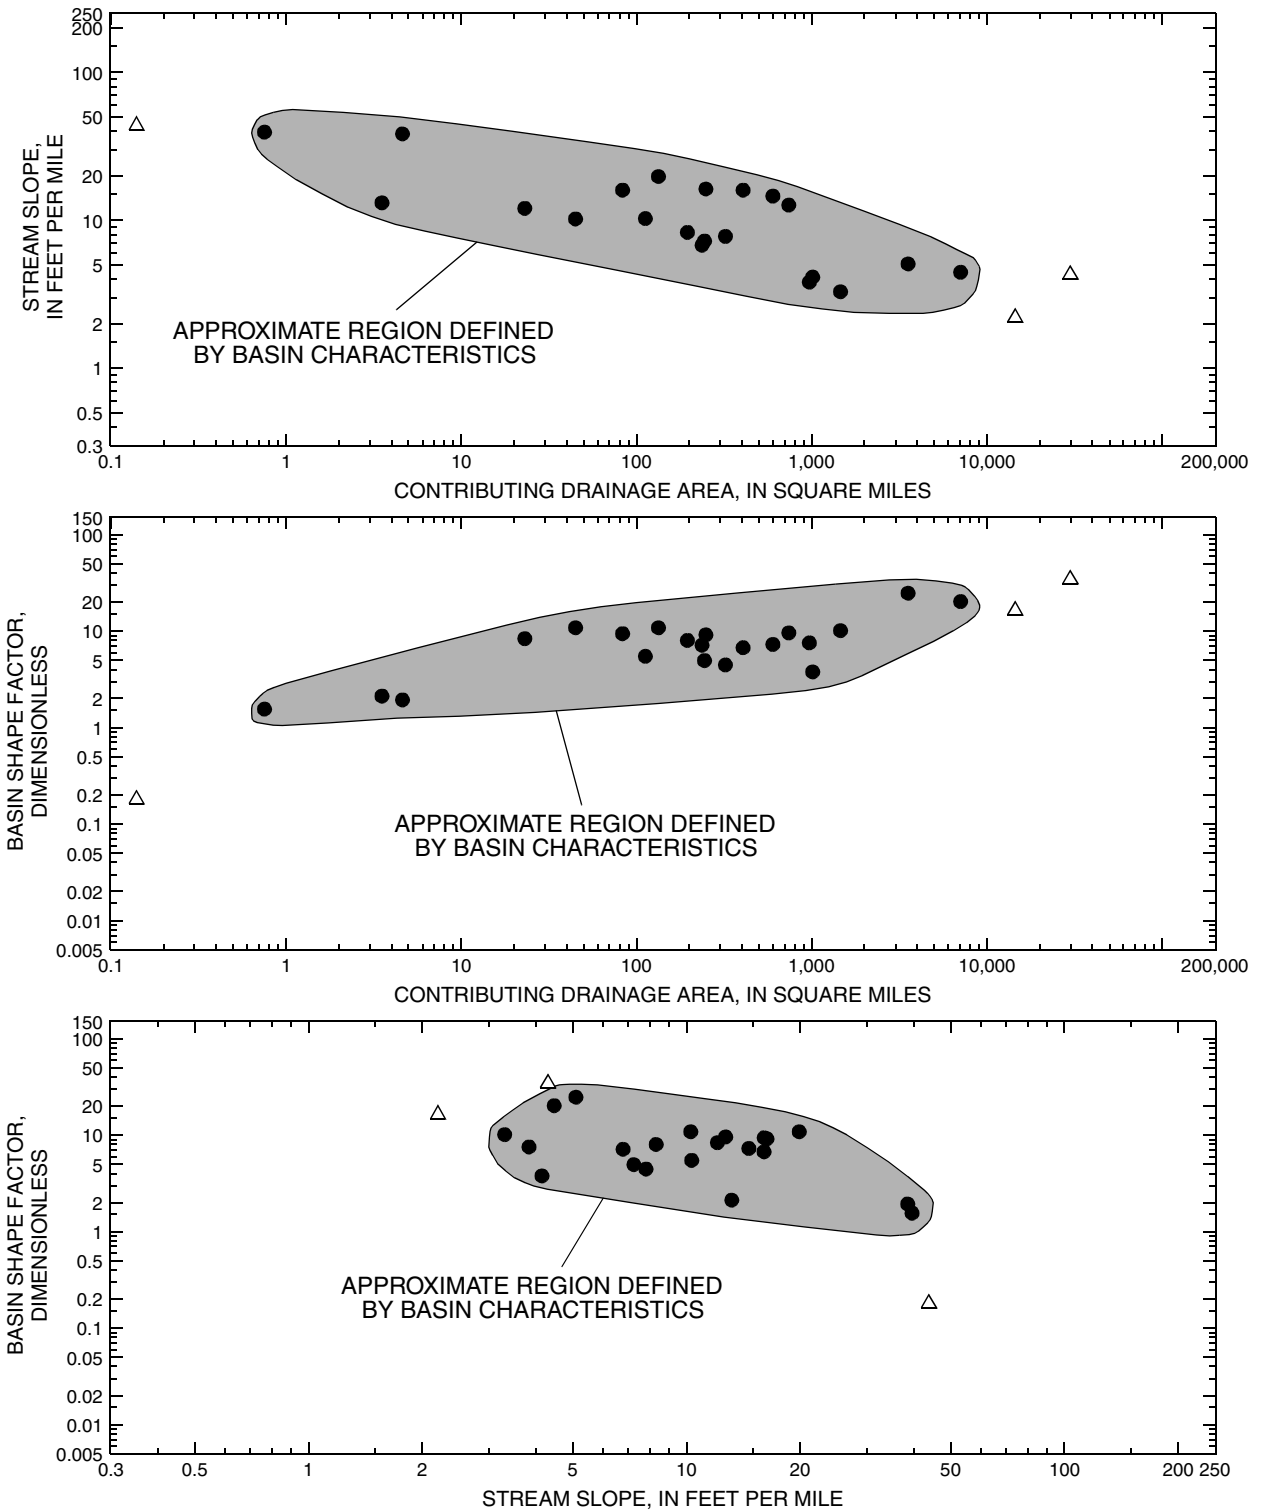 250
200
100
50
20
10
5
2
1
0.5
0.3
STREAM SLOPE,
IN FEET PER MILE
APPROXIMATE REGION DEFINED
BY BASIN CHARACTERISTICS
0.1 1 10 100 1,000 10,000 200,000
CONTRIBUTING DRAINAGE AREA, IN SQUARE MILES
150
100
50
20
10
5
2
1
0.5
0.2
0.1
0.05
0.02
0.01
0.005
BASIN SHAPE FACTOR,
DIMENSIONLESS
APPROXIMATE REGION DEFINED
BY BASIN CHARACTERISTICS
0.1 1 10 100 1,000 10,000 200,000
CONTRIBUTING DRAINAGE AREA, IN SQUARE MILES
150
100
50
20
10
5
2
1
0.5
0.2
0.1
0.05
0.02
0.01
0.005
BASIN SHAPE FACTOR,
DIMENSIONLESS
APPROXIMATE REGION DEFINED
BY BASIN CHARACTERISTICS
0.3 0.5 1 2 5 10 20 50 100 200 250
STREAM SLOPE, IN FEET PER MILE